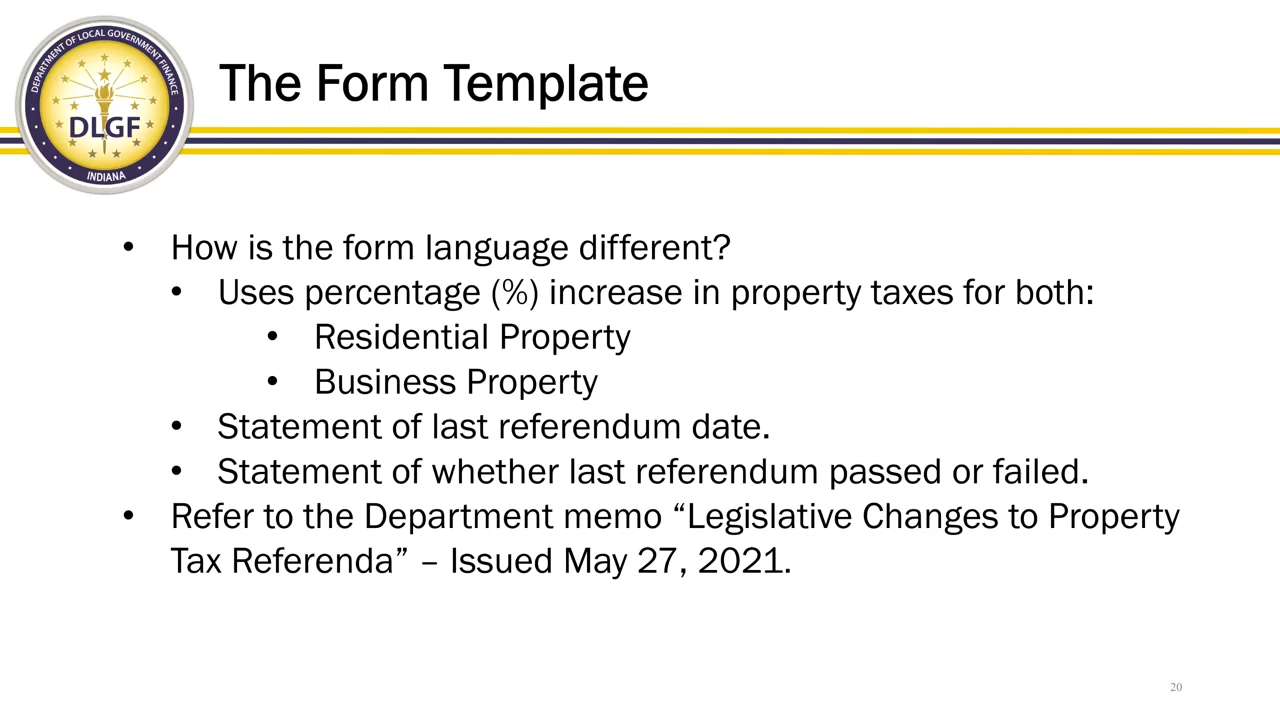 DEPARTMENT OF LOCAL GOVERNMENT FINANCE
DLGF
INDIANA
The Form Template
• How is the form language different?
• Uses percentage (%) increase in property taxes for both:
• Residential Property
• Business Property
• Statement of last referendum date.
• Statement of whether last referendum passed or failed.
• Refer to the Department memo “Legislative Changes to Property
Tax Referenda” – Issued May 27, 2021.
20